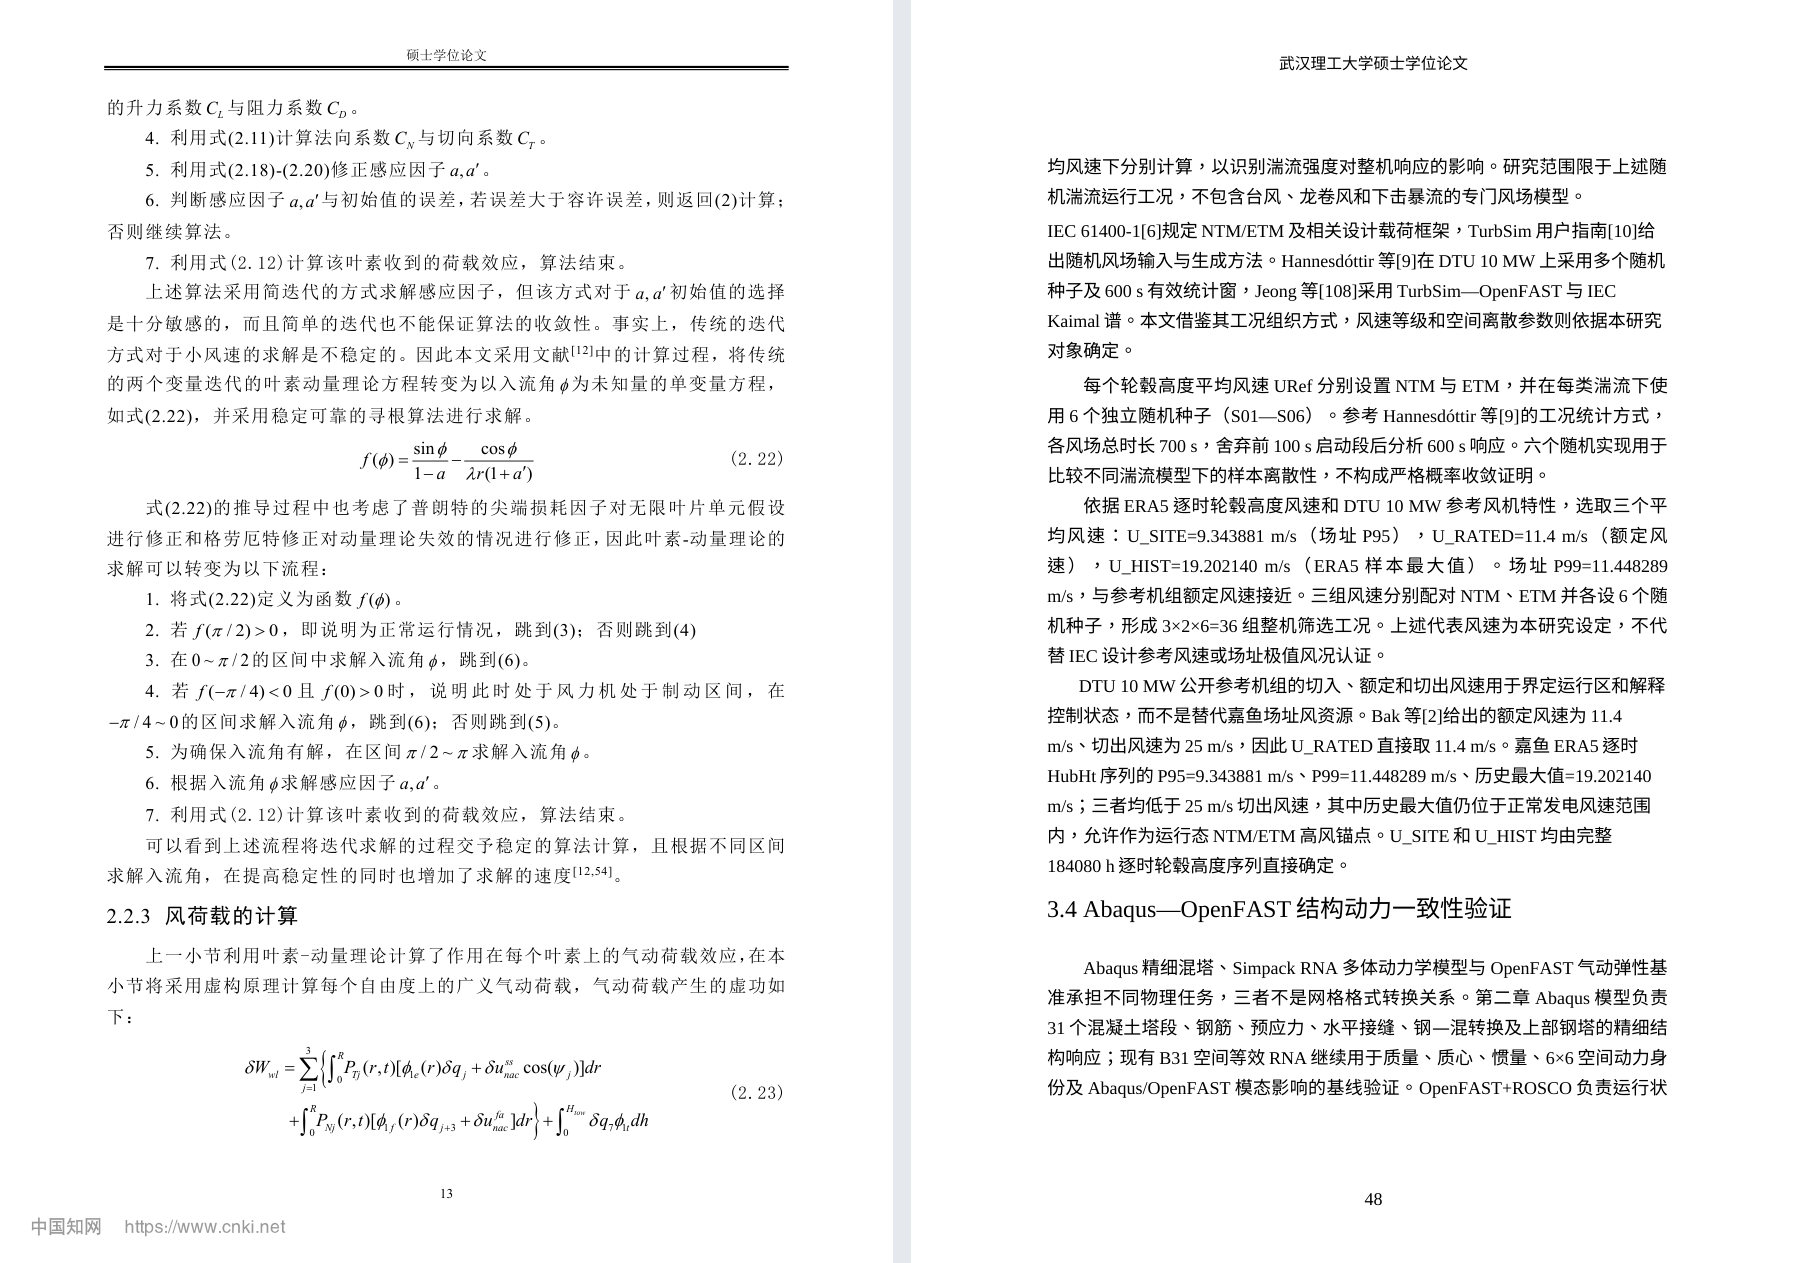 硕士学位论文
的升力系数 C_L 与阻力系数 C_D 。
4. 利用式(2.11)计算法向系数 C_N 与切向系数 C_T 。
5. 利用式(2.18)-(2.20)修正感应因子 a,a′ 。
6. 判断感应因子 a,a′ 与初始值的误差,若误差大于容许误差,则返回(2)计算;
否则继续算法。
7. 利用式(2.12)计算该叶素收到的荷载效应，算法结束。
上述算法采用简迭代的方式求解感应因子，但该方式对于 a, a′ 初始值的选择
是十分敏感的，而且简单的迭代也不能保证算法的收敛性。事实上，传统的迭代
方式对于小风速的求解是不稳定的。因此本文采用文献[12]中的计算过程，将传统
的两个变量迭代的叶素动量理论方程转变为以入流角 ϕ 为未知量的单变量方程，
如式(2.22)，并采用稳定可靠的寻根算法进行求解。
f(ϕ) = sin ϕ / (1−a) − cos ϕ / (λr(1+a′)) (2.22)
式(2.22)的推导过程中也考虑了普朗特的尖端损耗因子对无限叶片单元假设
进行修正和格劳厄特修正对动量理论失效的情况进行修正,因此叶素-动量理论的
求解可以转变为以下流程：
1. 将式(2.22)定义为函数 f(ϕ) 。
2. 若 f(π/2) > 0 ，即说明为正常运行情况，跳到(3)；否则跳到(4)
3. 在 0 ~ π/2 的区间中求解入流角 ϕ ，跳到(6)。
4. 若 f(−π/4) < 0 且 f(0) > 0 时，说明此时处于风力机处于制动区间，在
−π/4 ~ 0 的区间求解入流角 ϕ ，跳到(6)；否则跳到(5)。
5. 为确保入流角有解，在区间 π/2 ~ π 求解入流角 ϕ 。
6. 根据入流角 ϕ 求解感应因子 a,a′ 。
7. 利用式(2.12)计算该叶素收到的荷载效应，算法结束。
可以看到上述流程将迭代求解的过程交予稳定的算法计算，且根据不同区间
求解入流角，在提高稳定性的同时也增加了求解的速度[12,54]。
2.2.3 风荷载的计算
上一小节利用叶素-动量理论计算了作用在每个叶素上的气动荷载效应,在本
小节将采用虚构原理计算每个自由度上的广义气动荷载，气动荷载产生的虚功如
下：
δW_wl = ∑_{j=1}^{3} { ∫_0^R P_Tj(r,t)[ϕ_1e(r)δq_j + δu_nac^ss cos(ψ_j)]dr
+ ∫_0^R P_Nj(r,t)[ϕ_1f(r)δq_{j+3} + δu_nac^fa]dr } + ∫_0^{H_tow} δq_7ϕ_1t dh (2.23)
13
中国知网 https://www.cnki.net
武汉理工大学硕士学位论文
均风速下分别计算，以识别湍流强度对整机响应的影响。研究范围限于上述随
机湍流运行工况，不包含台风、龙卷风和下击暴流的专门风场模型。
IEC 61400-1[6]规定 NTM/ETM 及相关设计载荷框架，TurbSim 用户指南[10]给
出随机风场输入与生成方法。Hannesdóttir 等[9]在 DTU 10 MW 上采用多个随机
种子及 600 s 有效统计窗，Jeong 等[108]采用 TurbSim—OpenFAST 与 IEC
Kaimal 谱。本文借鉴其工况组织方式，风速等级和空间离散参数则依据本研究
对象确定。
每个轮毂高度平均风速 URef 分别设置 NTM 与 ETM，并在每类湍流下使
用 6 个独立随机种子（S01—S06）。参考 Hannesdóttir 等[9]的工况统计方式，
各风场总时长 700 s，舍弃前 100 s 启动段后分析 600 s 响应。六个随机实现用于
比较不同湍流模型下的样本离散性，不构成严格概率收敛证明。
依据 ERA5 逐时轮毂高度风速和 DTU 10 MW 参考风机特性，选取三个平
均风速：U_SITE=9.343881 m/s（场址 P95），U_RATED=11.4 m/s（额定风
速），U_HIST=19.202140 m/s（ERA5 样本最大值）。场址 P99=11.448289
m/s，与参考机组额定风速接近。三组风速分别配对 NTM、ETM 并各设 6 个随
机种子，形成 3×2×6=36 组整机筛选工况。上述代表风速为本研究设定，不代
替 IEC 设计参考风速或场址极值风况认证。
DTU 10 MW 公开参考机组的切入、额定和切出风速用于界定运行区和解释
控制状态，而不是替代嘉鱼场址风资源。Bak 等[2]给出的额定风速为 11.4
m/s、切出风速为 25 m/s，因此 U_RATED 直接取 11.4 m/s。嘉鱼 ERA5 逐时
HubHt 序列的 P95=9.343881 m/s、P99=11.448289 m/s、历史最大值=19.202140
m/s；三者均低于 25 m/s 切出风速，其中历史最大值仍位于正常发电风速范围
内，允许作为运行态 NTM/ETM 高风锚点。U_SITE 和 U_HIST 均由完整
184080 h 逐时轮毂高度序列直接确定。
3.4 Abaqus—OpenFAST 结构动力一致性验证
Abaqus 精细混塔、Simpack RNA 多体动力学模型与 OpenFAST 气动弹性基
准承担不同物理任务，三者不是网格格式转换关系。第二章 Abaqus 模型负责
31 个混凝土塔段、钢筋、预应力、水平接缝、钢—混转换及上部钢塔的精细结
构响应；现有 B31 空间等效 RNA 继续用于质量、质心、惯量、6×6 空间动力身
份及 Abaqus/OpenFAST 模态影响的基线验证。OpenFAST+ROSCO 负责运行状
48